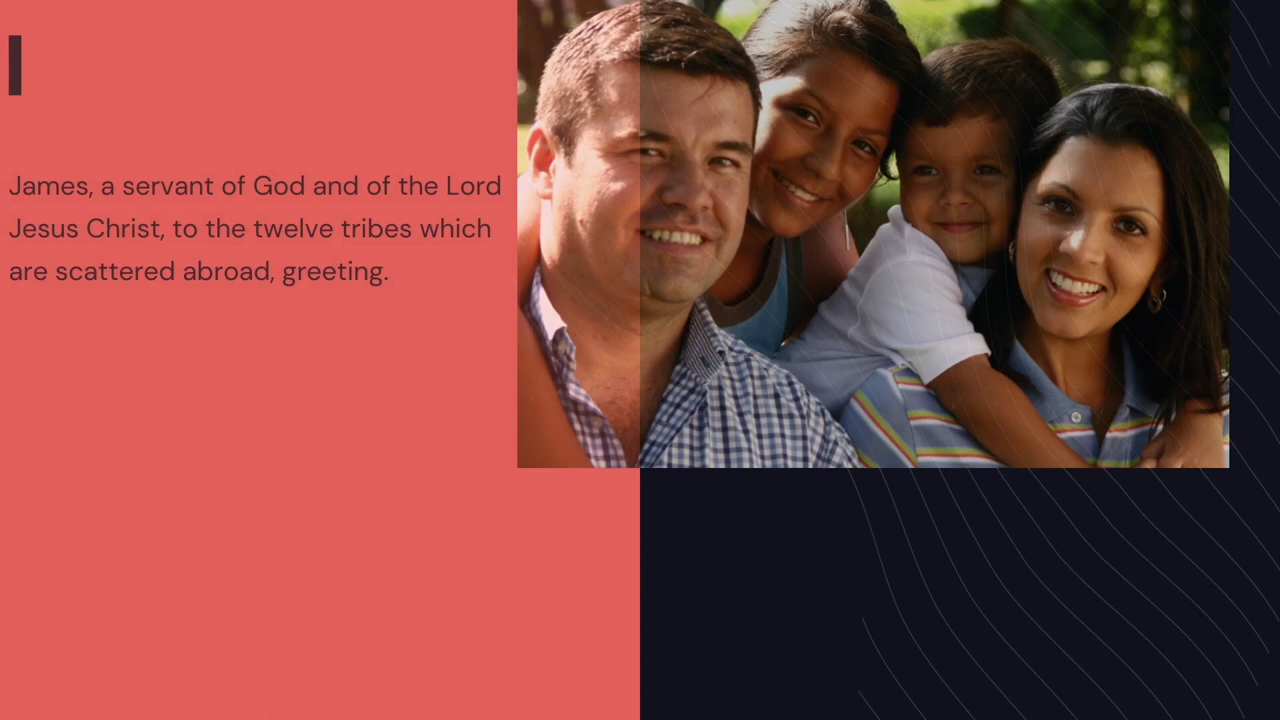 James, a servant of God and of the Lord
Jesus Christ, to the twelve tribes which
are scattered abroad, greeting.